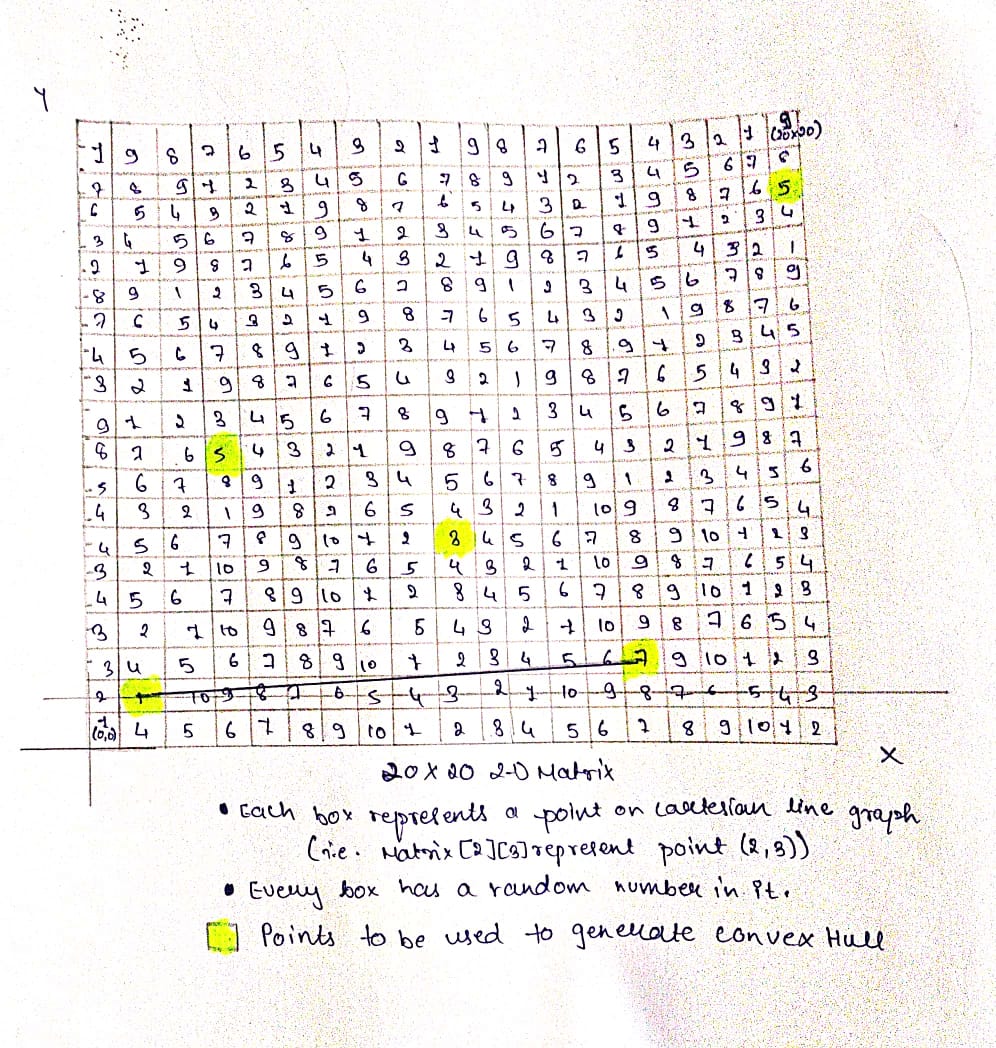 Y
1 9 8 7 6 5 4 3 2 1 9 8 7 6 5 4 3 2 1 9 (20x20)
7 8 9 1 2 3 4 5 6 7 8 9 1 2 3 4 5 6 7 8
6 5 4 3 2 1 9 8 7 6 5 4 3 2 1 9 8 7 6 5
3 4 5 6 7 8 9 1 2 3 4 5 6 7 8 9 1 2 3 4
2 1 9 8 7 6 5 4 3 2 1 9 8 7 6 5 4 3 2 1
8 9 1 2 3 4 5 6 7 8 9 1 2 3 4 5 6 7 8 9
7 6 5 4 3 2 1 9 8 7 6 5 4 3 2 1 9 8 7 6
4 5 6 7 8 9 1 2 3 4 5 6 7 8 9 1 2 3 4 5
3 2 1 9 8 7 6 5 4 3 2 1 9 8 7 6 5 4 3 2
9 1 2 3 4 5 6 7 8 9 1 2 3 4 5 6 7 8 9 1
8 7 6 5 4 3 2 1 9 8 7 6 5 4 3 2 1 9 8 7
5 6 7 8 9 1 2 3 4 5 6 7 8 9 1 2 3 4 5 6
4 3 2 1 9 8 7 6 5 4 3 2 1 10 9 8 7 6 5 4
4 5 6 7 8 9 10 1 2 3 4 5 6 7 8 9 10 1 2 3
3 2 1 10 9 8 7 6 5 4 3 2 1 10 9 8 7 6 5 4
4 5 6 7 8 9 10 1 2 3 4 5 6 7 8 9 10 1 2 3
3 2 1 10 9 8 7 6 5 4 3 2 1 10 9 8 7 6 5 4
3 4 5 6 7 8 9 10 1 2 3 4 5 6 7 9 10 1 2 3
2 1 10 9 8 7 6 5 4 3 2 1 10 9 8 7 6 5 4 3
1 (0,0) 4 5 6 7 8 9 10 1 2 3 4 5 6 7 8 9 10 1 2
X
20 X 20 2-D Matrix
• Each box represents a point on Cartesian line graph
(i.e. Matrix [2][3] represent point (2,3))
• Every box has a random number in it.
Points to be used to generate convex Hull